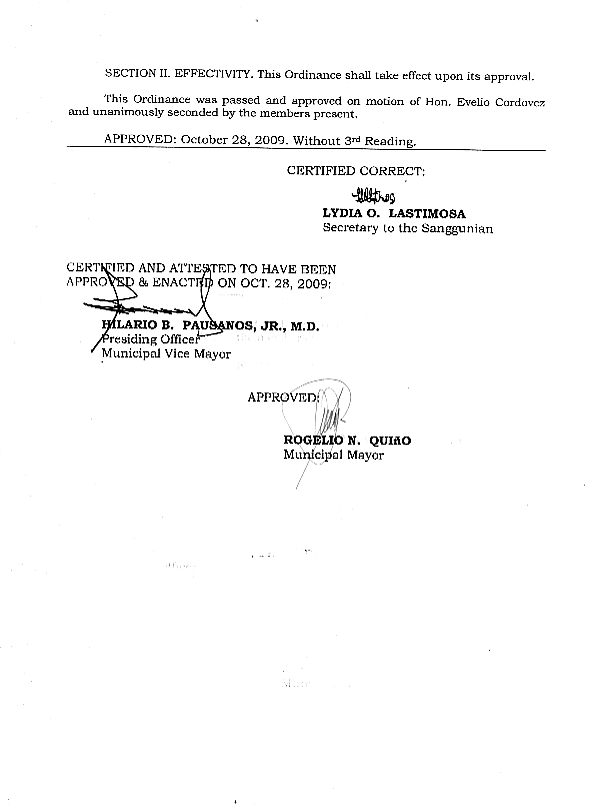 SECTION II. EFFECTIVITY. This Ordinance shall take effect upon its approval.
This Ordinance was passed and approved on motion of Hon. Evelio Cordovez
and unanimously seconded by the members present.
APPROVED: October 28, 2009. Without 3rd Reading.
CERTIFIED CORRECT:
LYDIA O. LASTIMOSA
Secretary to the Sanggunian
CERTIFIED AND ATTESTED TO HAVE BEEN
APPROVED & ENACTED ON OCT. 28, 2009:
HILARIO B. PAUSANOS, JR., M.D.
Presiding Officer
Municipal Vice Mayor
APPROVED:
ROGELIO N. QUIÑO
Municipal Mayor